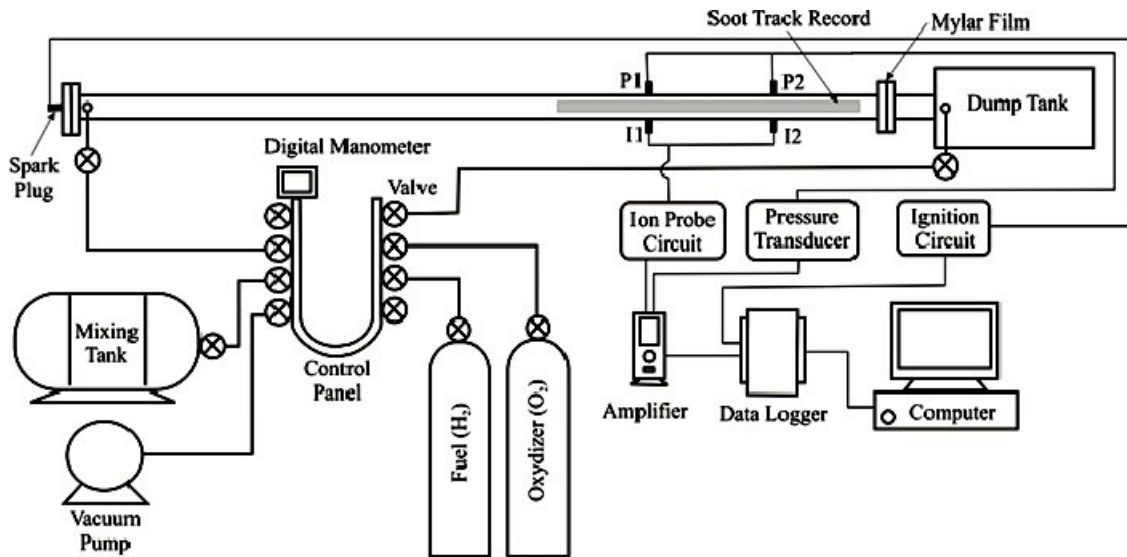 Soot Track Record
Mylar Film
P1
P2
Dump Tank
I1
I2
Spark
Plug
Digital Manometer
Valve
Ion Probe
Circuit
Pressure
Transducer
Ignition
Circuit
Mixing
Tank
Control
Panel
Fuel (H₂)
Oxydizer (O₂)
Amplifier
Data Logger
Computer
Vacuum
Pump